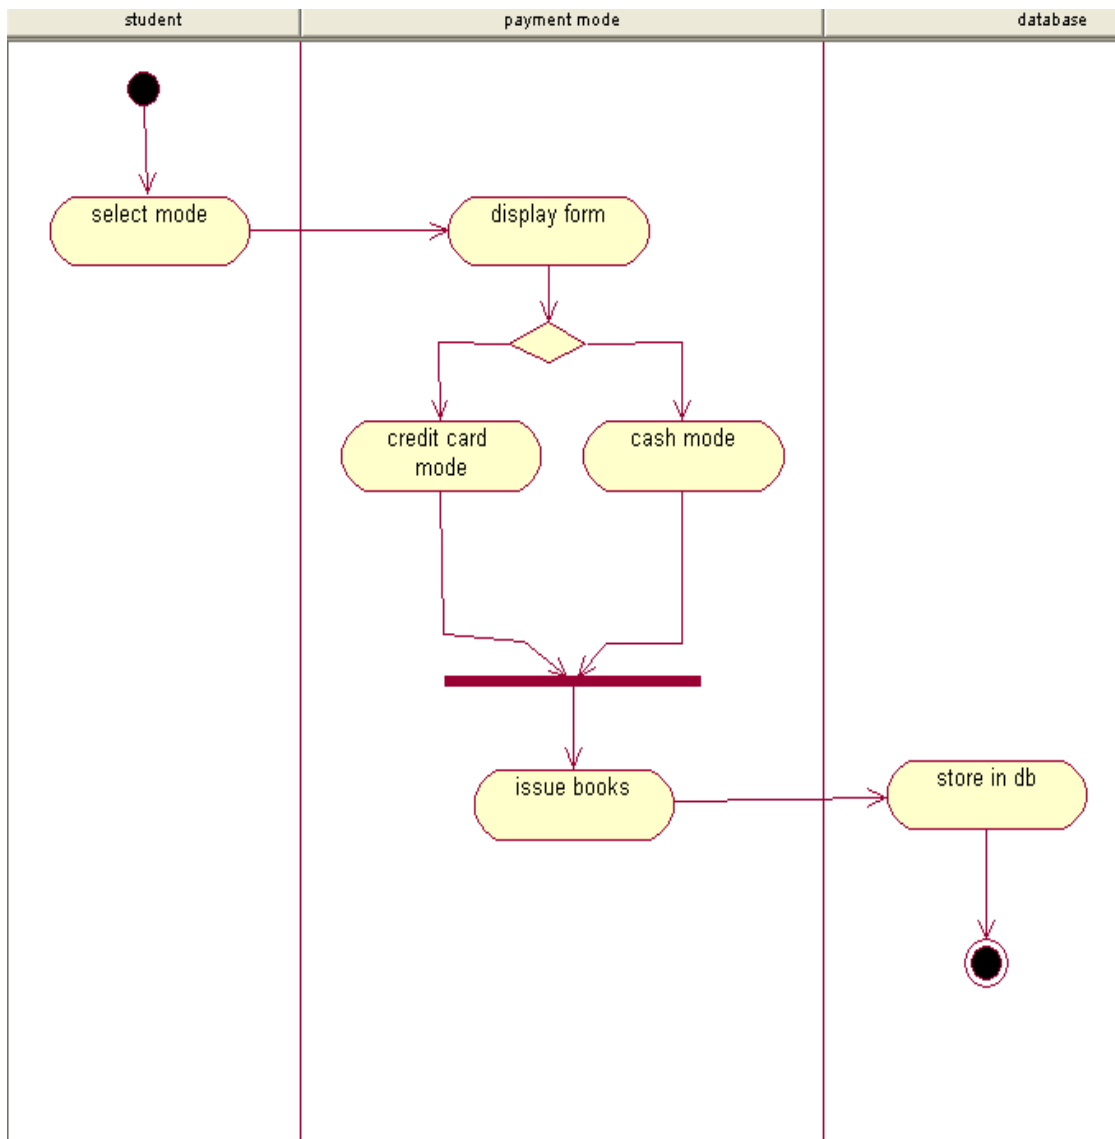 student
payment mode
database
select mode
display form
credit card
mode
cash mode
issue books
store in db